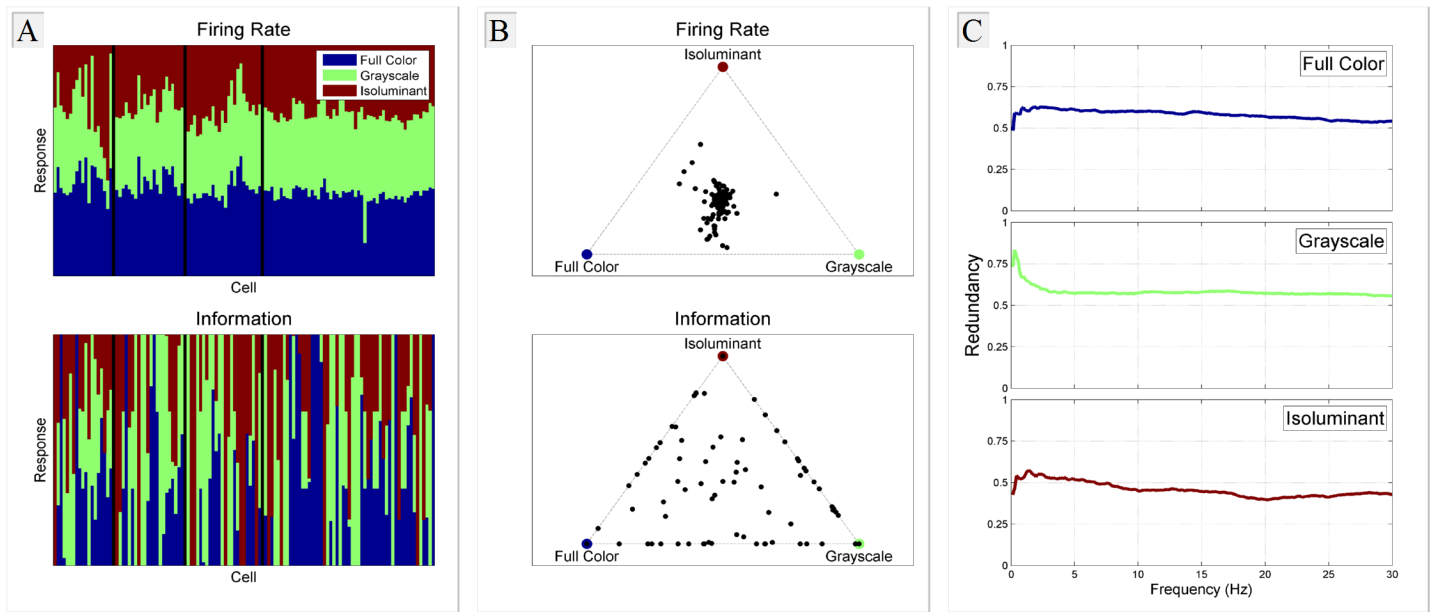 A
Firing Rate
Full Color
Grayscale
Isoluminant
Response
Cell
Information
Response
Cell
B
Firing Rate
Isoluminant
Full Color
Grayscale
Information
Isoluminant
Full Color
Grayscale
C
1
0.75
0.5
0.25
0
Full Color
1
0.75
0.5
0.25
0
Grayscale
Redundancy
1
0.75
0.5
0.25
0
Isoluminant
0 5 10 15 20 25 30
Frequency (Hz)